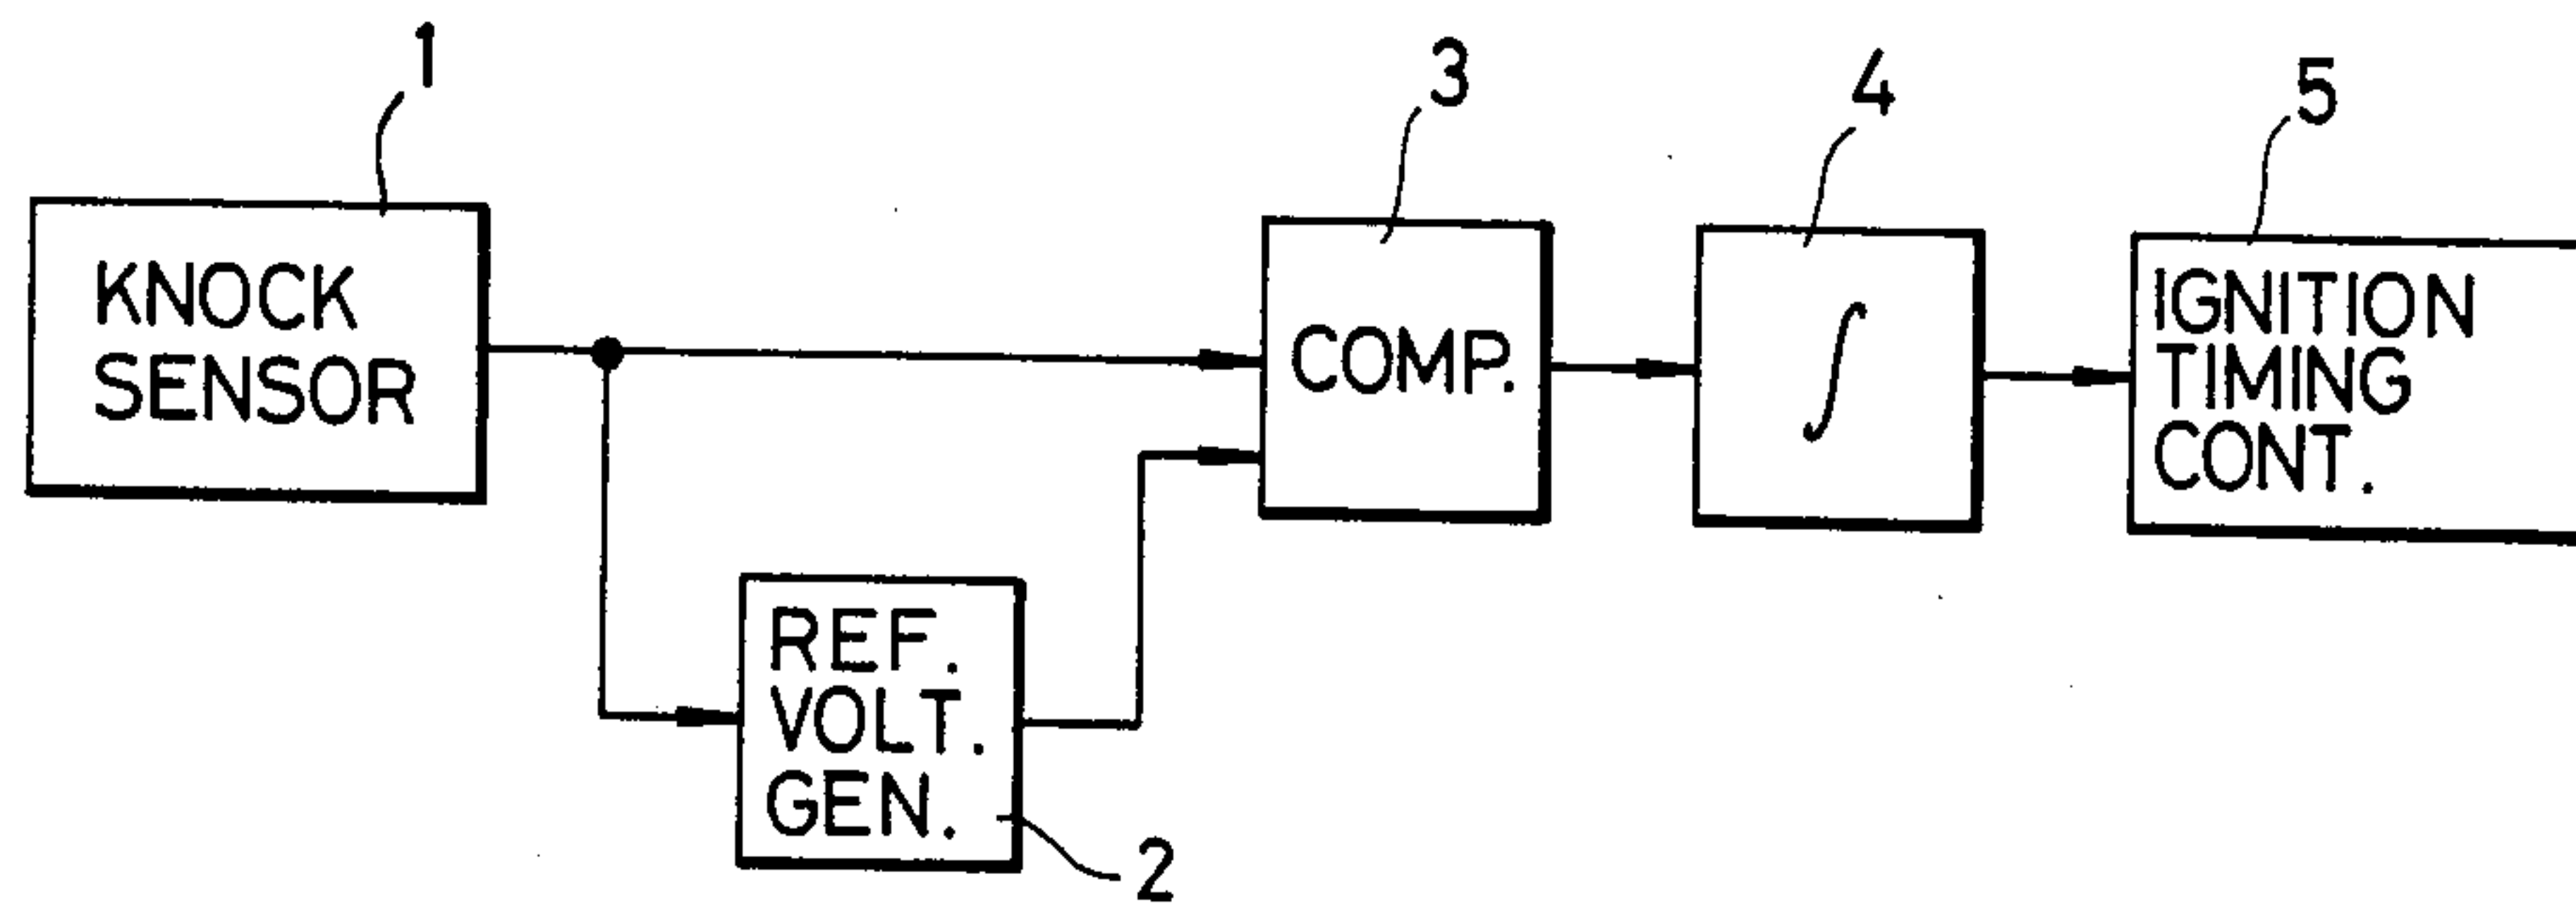 1
3
4
5
KNOCK
SENSOR
COMP.
∫
IGNITION
TIMING
CONT.
REF.
VOLT.
GEN.
2